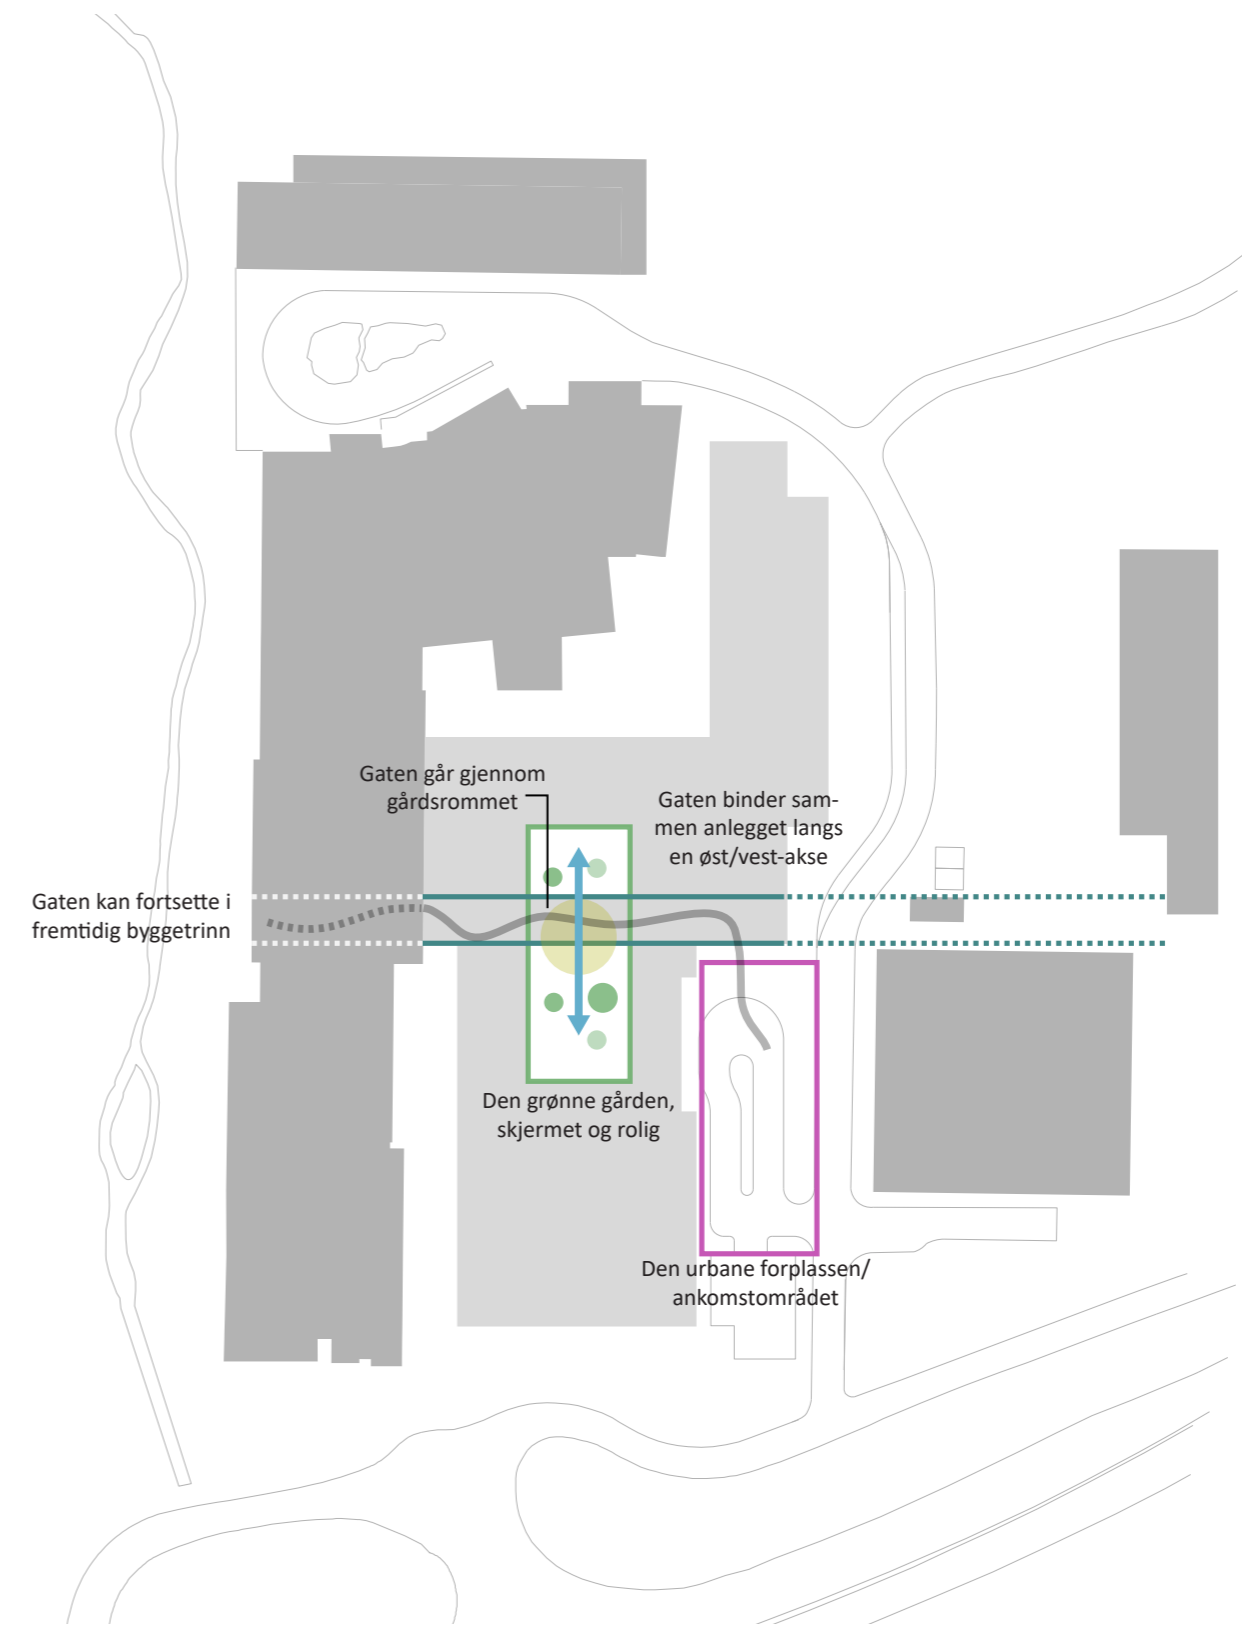 Gaten går gjennom
gårdsrommet
Gaten binder sam-
men anlegget langs
en øst/vest-akse
Gaten kan fortsette i
fremtidig byggetrinn
Den grønne gården,
skjermet og rolig
Den urbane forplassen/
ankomstområdet